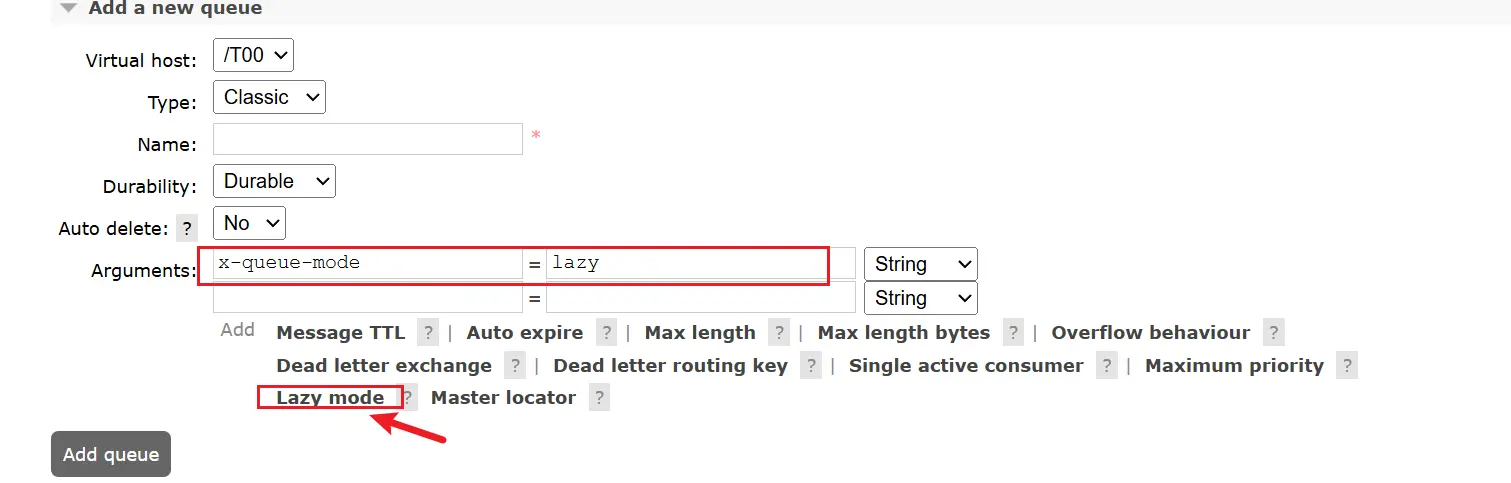 Add a new queue
Virtual host: /T00
Type: Classic
Name: *
Durability: Durable
Auto delete: ? No
Arguments: x-queue-mode = lazy String
= String
Add Message TTL ? | Auto expire ? | Max length ? | Max length bytes ? | Overflow behaviour ?
Dead letter exchange ? | Dead letter routing key ? | Single active consumer ? | Maximum priority ?
Lazy mode ? Master locator ?
Add queue